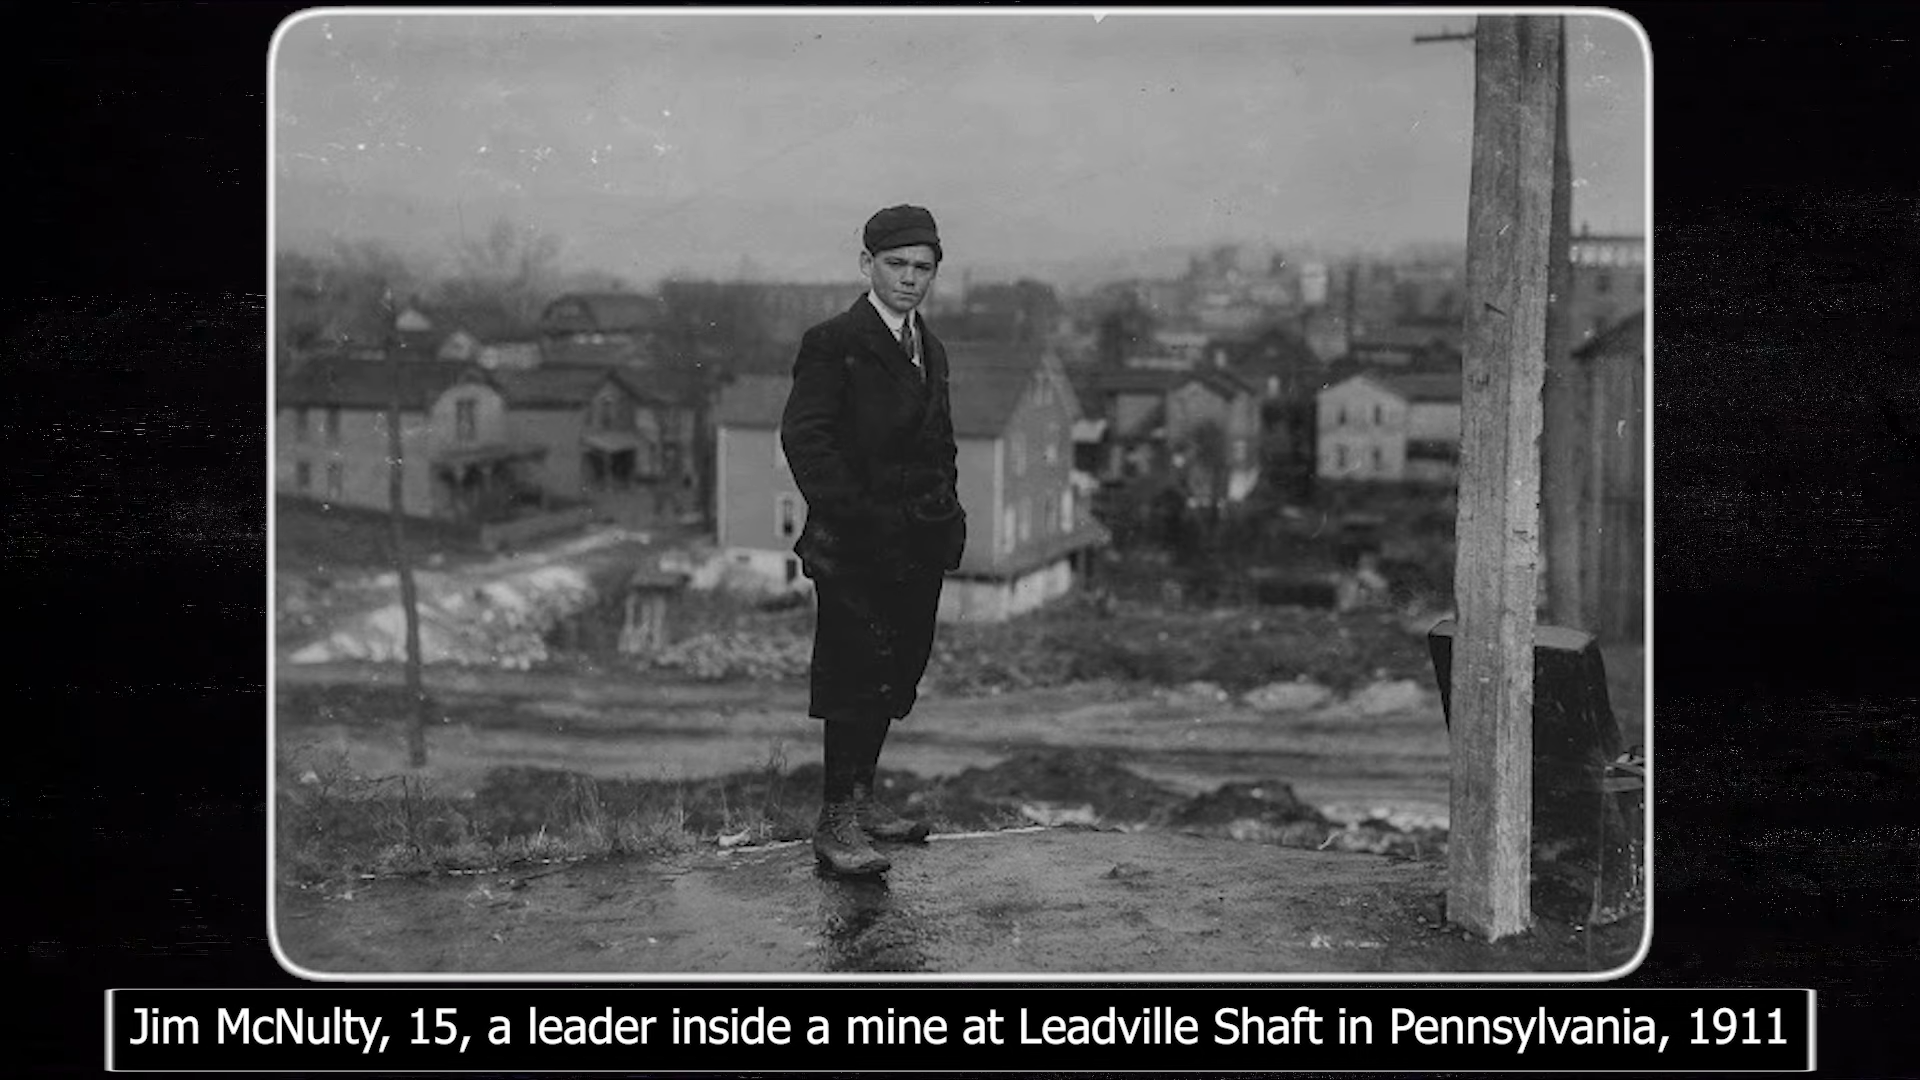 Jim McNulty, 15, a leader inside a mine at Leadville Shaft in Pennsylvania, 1911